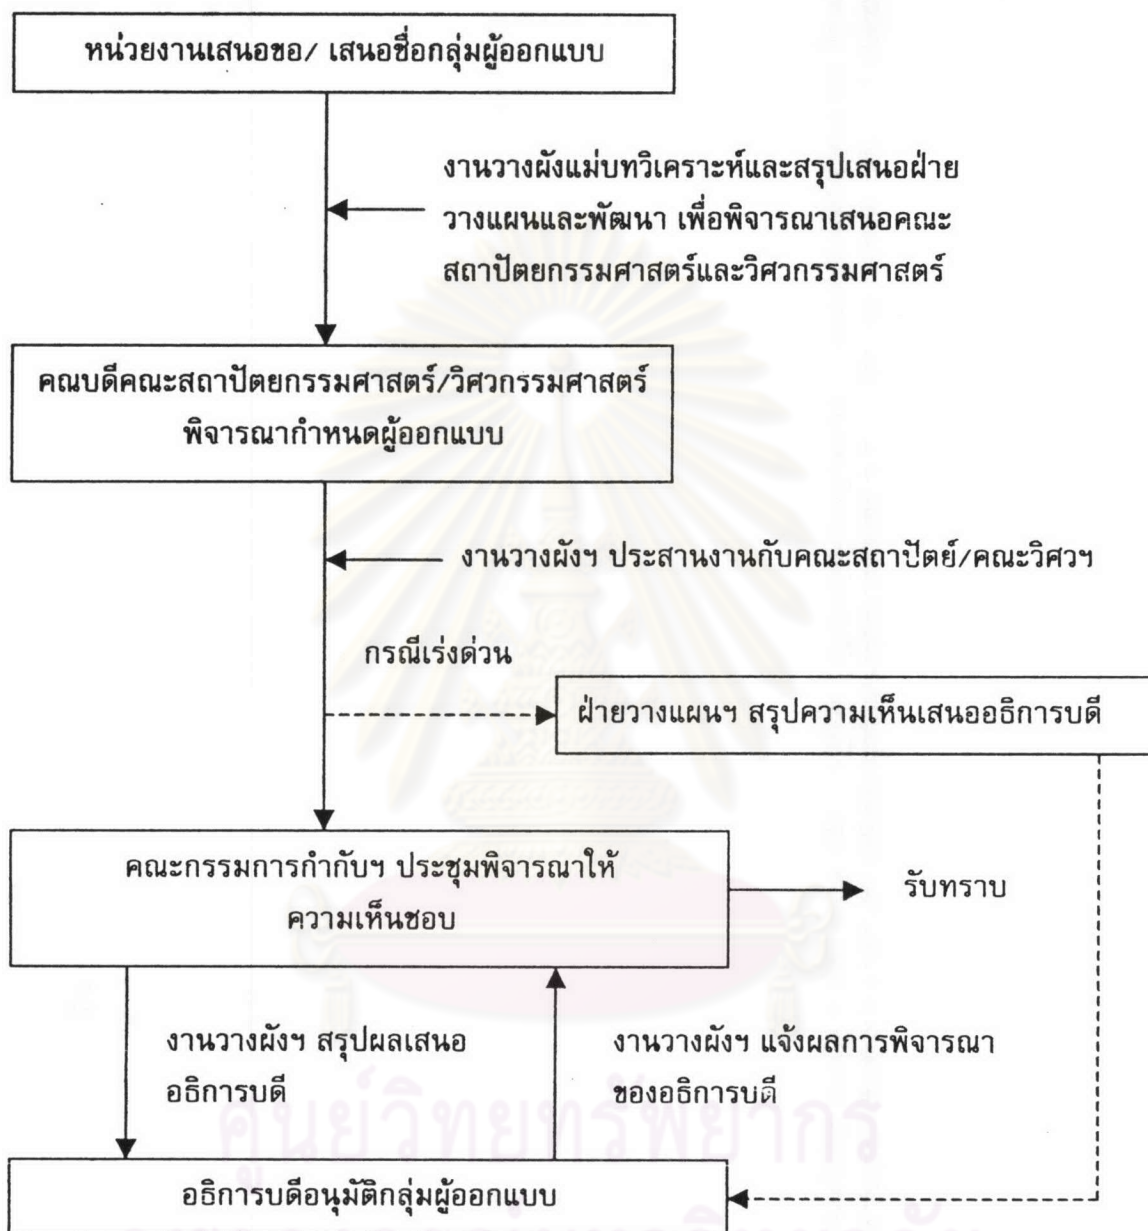 หน่วยงานเสนอขอ/ เสนอชื่อกลุ่มผู้ออกแบบ
งานวางผังแม่บทวิเคราะห์และสรุปเสนอฝ่าย
วางแผนและพัฒนา เพื่อพิจารณาเสนอคณะ
สถาปัตยกรรมศาสตร์และวิศวกรรมศาสตร์
คณบดีคณะสถาปัตยกรรมศาสตร์/วิศวกรรมศาสตร์
พิจารณากำหนดผู้ออกแบบ
งานวางผังฯ ประสานงานกับคณะสถาปัตย์/คณะวิศวฯ
กรณีเร่งด่วน
ฝ่ายวางแผนฯ สรุปความเห็นเสนออธิการบดี
คณะกรรมการกำกับฯ ประชุมพิจารณาให้
ความเห็นชอบ
รับทราบ
งานวางผังฯ สรุปผลเสนอ
อธิการบดี
งานวางผังฯ แจ้งผลการพิจารณา
ของอธิการบดี
ศูนย์วิทยทรัพยากร
อธิการบดีอนุมัติกลุ่มผู้ออกแบบ